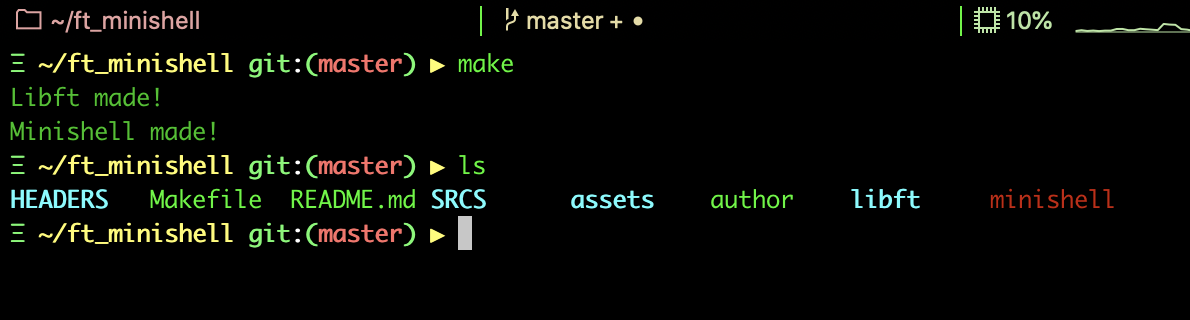 ~/ft_minishell master + • 10%
Ξ ~/ft_minishell git:(master) ► make
Libft made!
Minishell made!
Ξ ~/ft_minishell git:(master) ► ls
HEADERS Makefile README.md SRCS assets author libft minishell
Ξ ~/ft_minishell git:(master) ►